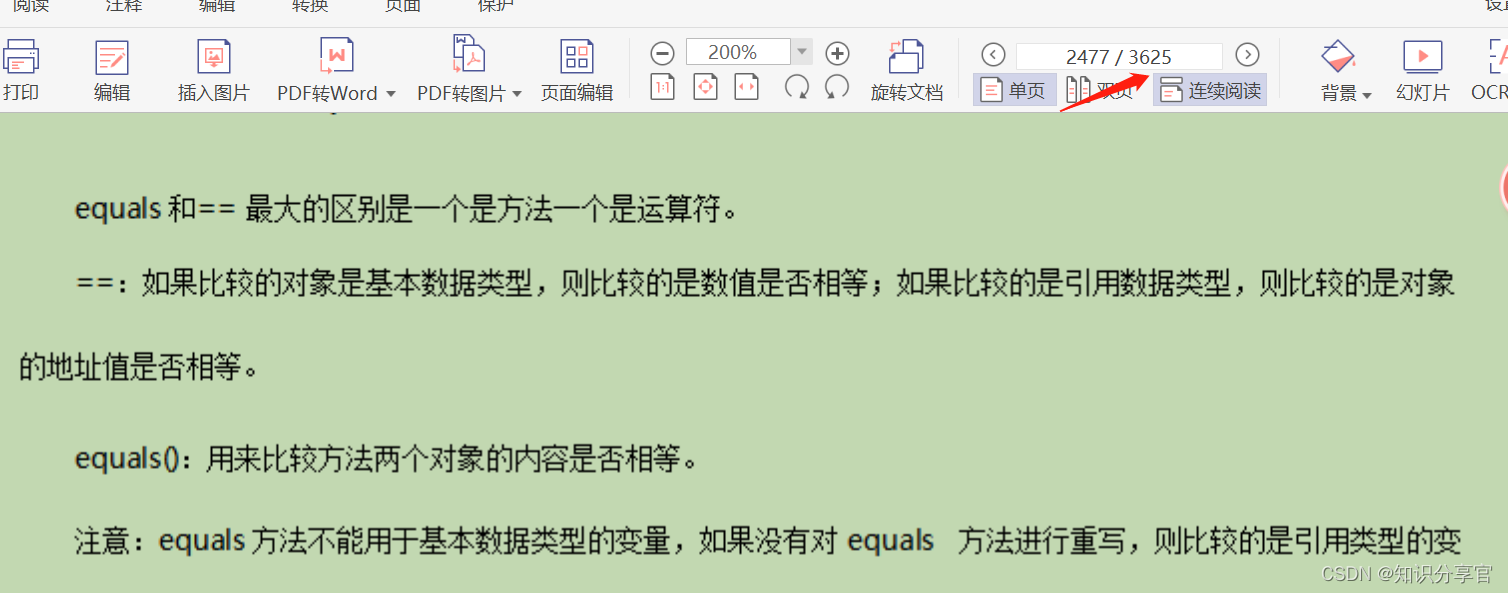 阅读 注释 编辑 转换 页面 保护
200% 2477 / 3625
1:1 单页 双页 连续阅读
打印 编辑 插入图片 PDF转Word PDF转图片 页面编辑 旋转文档 背景 幻灯片 OCR
equals 和== 最大的区别是一个是方法一个是运算符。
==：如果比较的对象是基本数据类型，则比较的是数值是否相等；如果比较的是引用数据类型，则比较的是对象
的地址值是否相等。
equals()：用来比较方法两个对象的内容是否相等。
注意：equals 方法不能用于基本数据类型的变量，如果没有对 equals 方法进行重写，则比较的是引用类型的变
CSDN @知识分享官